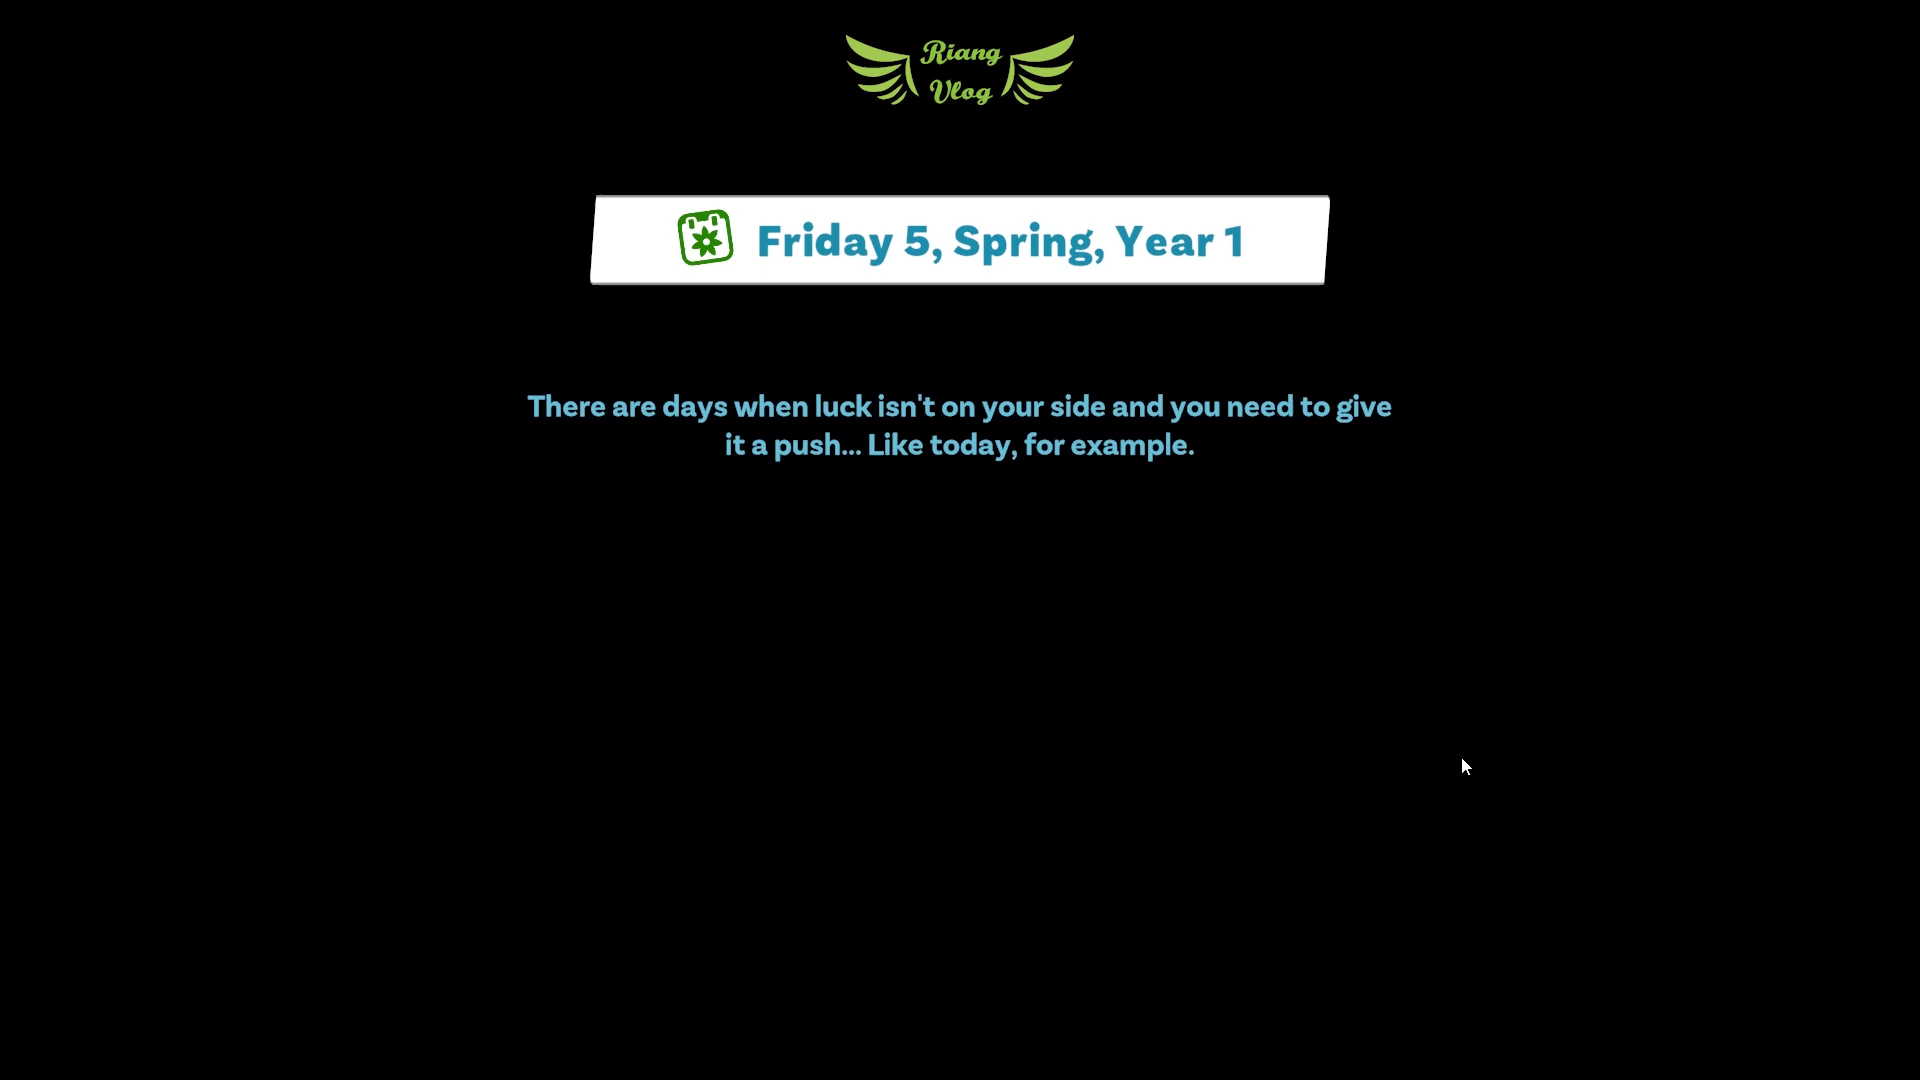 Riang
Vlog
Friday 5, Spring, Year 1
There are days when luck isn't on your side and you need to give
it a push... Like today, for example.